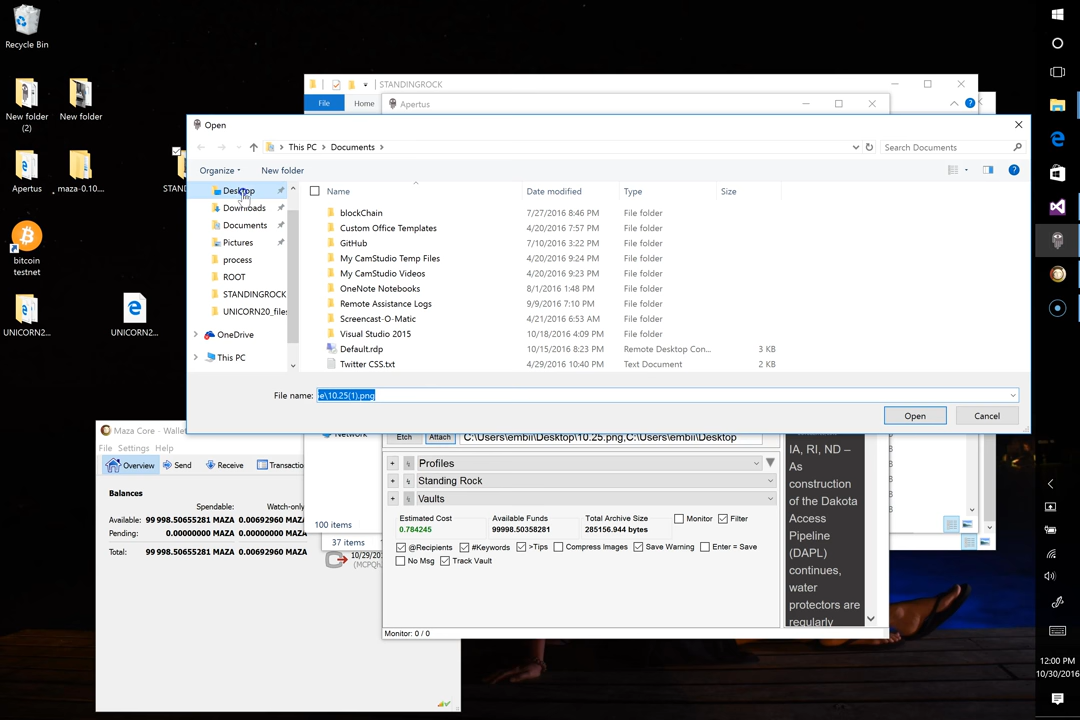 Recycle Bin
New folder
(2)
New folder
Apertus
maza-0.10...
STAND
bitcoin
testnet
UNICORN2...
UNICORN2...
STANDINGROCK
File
Home
Apertus
Open
This PC
Documents
Search Documents
Organize
New folder
Desktop
Downloads
Documents
Pictures
process
ROOT
STANDINGROCK
UNICORN20_files
OneDrive
This PC
Name
Date modified
Type
Size
blockChain
7/27/2016 8:46 PM
File folder
Custom Office Templates
4/20/2016 7:57 PM
File folder
GitHub
7/10/2016 3:22 PM
File folder
My CamStudio Temp Files
4/20/2016 9:24 PM
File folder
My CamStudio Videos
4/20/2016 9:23 PM
File folder
OneNote Notebooks
8/1/2016 1:48 PM
File folder
Remote Assistance Logs
9/9/2016 7:10 PM
File folder
Screencast-O-Matic
4/21/2016 6:53 AM
File folder
Visual Studio 2015
10/18/2016 4:09 PM
File folder
Default.rdp
10/15/2016 8:23 PM
Remote Desktop Con...
3 KB
Twitter CSS.txt
4/29/2016 10:40 PM
Text Document
2 KB
File name:
e\10.25(1).png
Open
Cancel
Network
Etch
Attach
C:\Users\embii\Desktop\10.25.png,C:\Users\embii\Desktop
Profiles
Standing Rock
Vaults
Estimated Cost
0.784245
Available Funds
99998.50358281
Total Archive Size
285156.944 bytes
Monitor
Filter
@Recipients
#Keywords
>Tips
Compress Images
Save Warning
Enter = Save
No Msg
Track Vault
Monitor: 0 / 0
IA, RI, ND –
As
construction
of the Dakota
Access
Pipeline
(DAPL)
continues,
water
protectors are
regularly
100 items
37 items
10/29/20
Maza Core - Walle
File
Settings
Help
Overview
Send
Receive
Transactio
Balances
Spendable:
Watch-only
Available:
99 998.50655281 MAZA
0.00692960 MAZA
Pending:
0.00000000 MAZA
0.00000000 MAZA
Total:
99 998.50655281 MAZA
0.00692960 MAZA
12:00 PM
10/30/2016